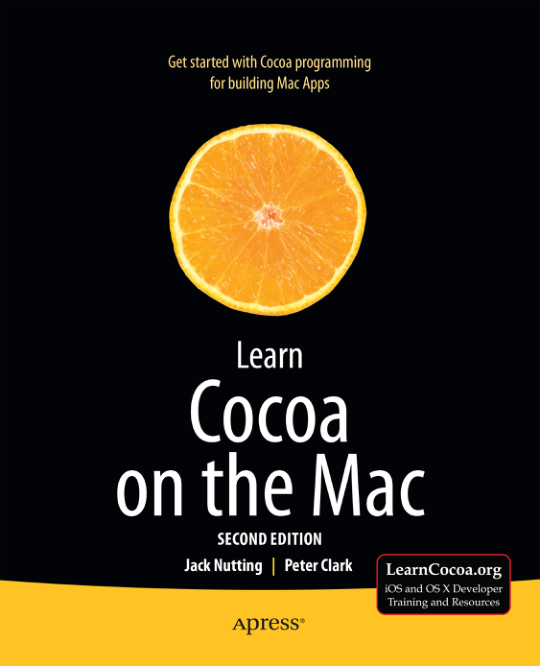 Get started with Cocoa programming
for building Mac Apps
Learn
Cocoa
on the Mac
SECOND EDITION
Jack Nutting | Peter Clark
LearnCocoa.org
iOS and OS X Developer
Training and Resources
Apress®